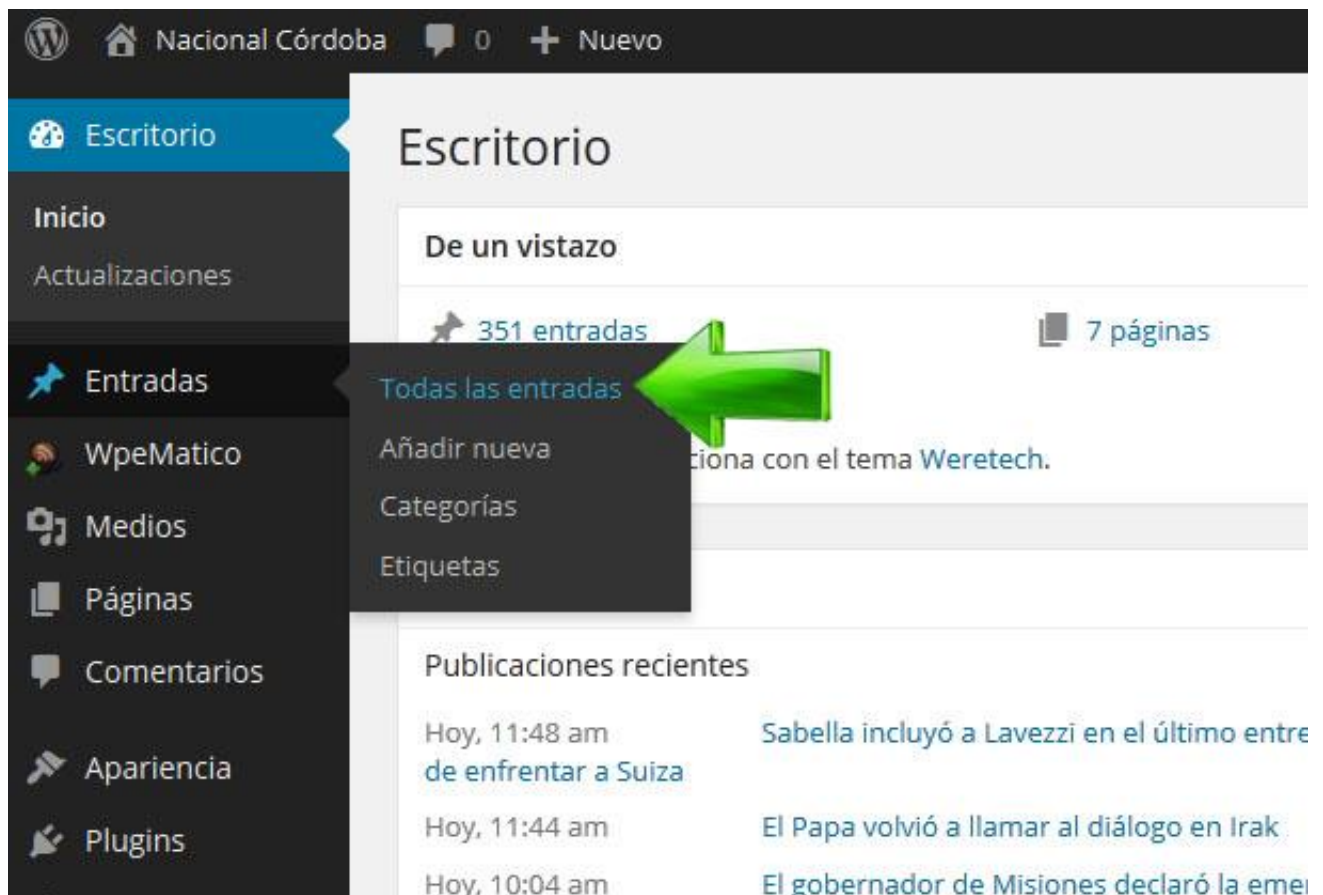 Nacional Córdoba 0 + Nuevo
Escritorio
Inicio
Actualizaciones
Entradas
WpeMatico
Medios
Páginas
Comentarios
Apariencia
Plugins
Todas las entradas
Añadir nueva
Categorías
Etiquetas
Escritorio
De un vistazo
351 entradas 7 páginas
con el tema Weretech.
Publicaciones recientes
Hoy, 11:48 am Sabella incluyó a Lavezzi en el último
de enfrentar a Suiza
Hoy, 11:44 am El Papa volvió a llamar al diálogo en Irak
Hoy, 10:04 am El gobernador de Misiones declaró la